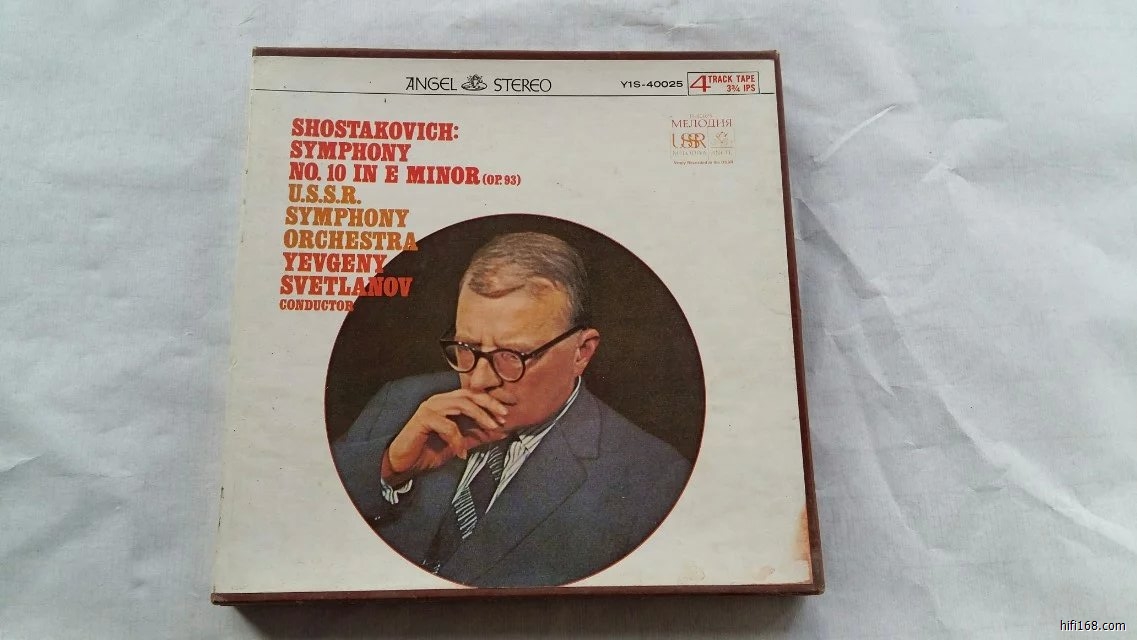 ANGEL STEREO
Y1S-40025
4 TRACK TAPE
3¾ IPS
SHOSTAKOVICH:
SYMPHONY
NO. 10 IN E MINOR (OP. 93)
U.S.S.R.
SYMPHONY
ORCHESTRA
YEVGENY
SVETLANOV
CONDUCTOR
МЕЛОДИЯ
USSR
hifi168.com